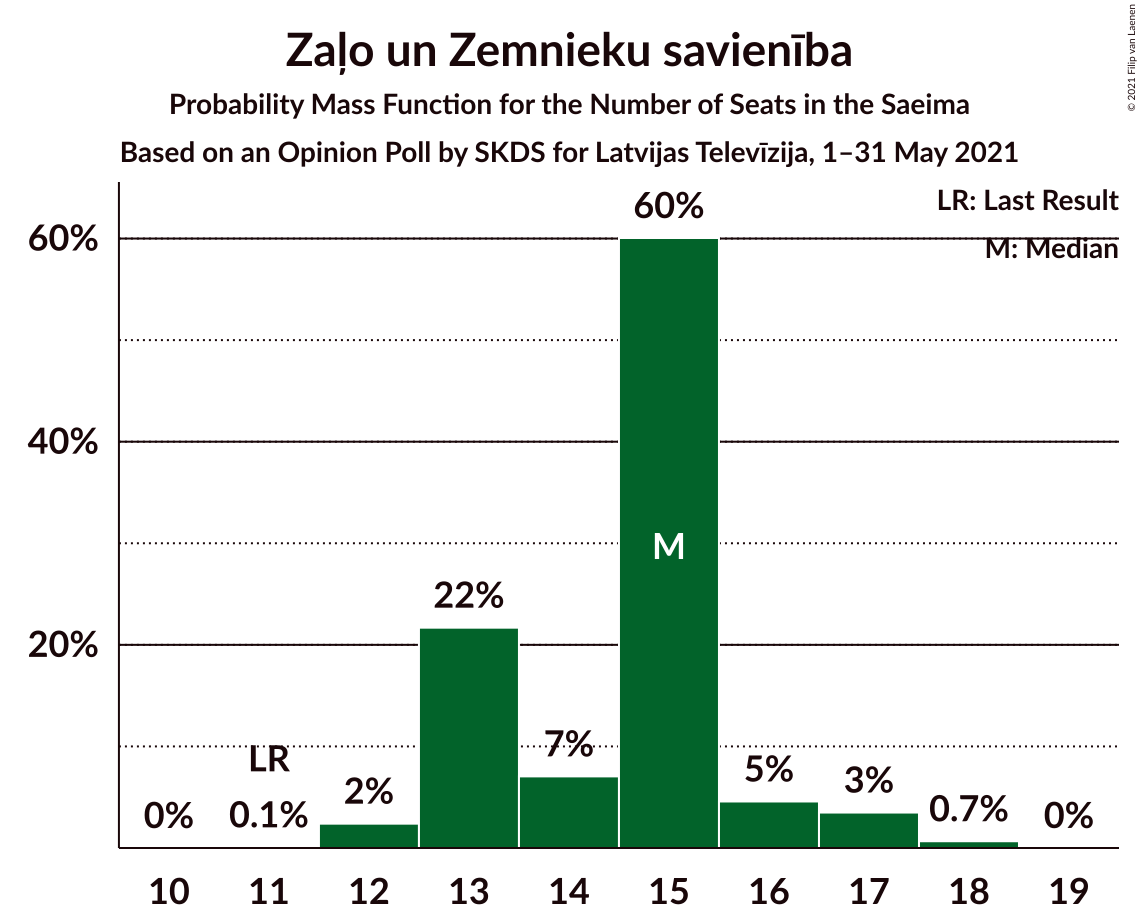 Zaļo un Zemnieku savienība
Probability Mass Function for the Number of Seats in the Saeima
Based on an Opinion Poll by SKDS for Latvijas Televīzija, 1–31 May 2021
© 2021 Filip van Laenen
LR: Last Result
M: Median
60%
40%
20%
0%
LR
0.1%
2%
22%
7%
60%
M
5%
3%
0.7%
0%
10 11 12 13 14 15 16 17 18 19